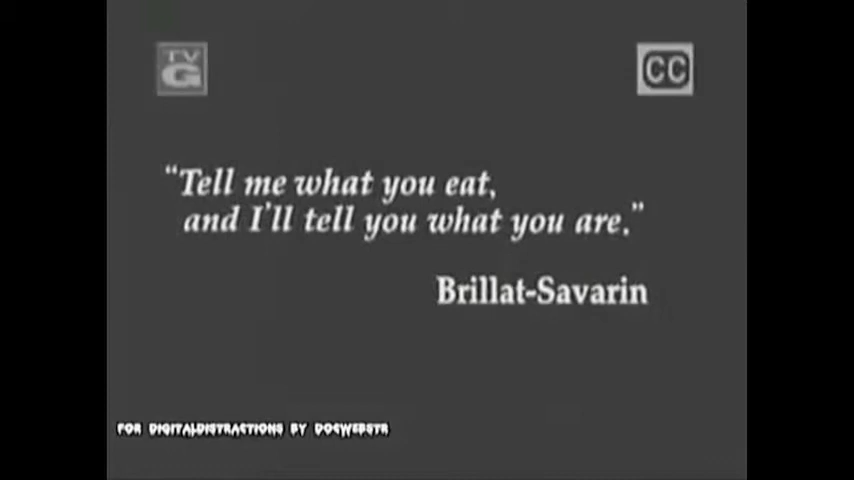 TV
G
CC
“Tell me what you eat,
and I'll tell you what you are.”
Brillat-Savarin
FOR DIGITALDISTRACTIONS BY DOCWEBSTR